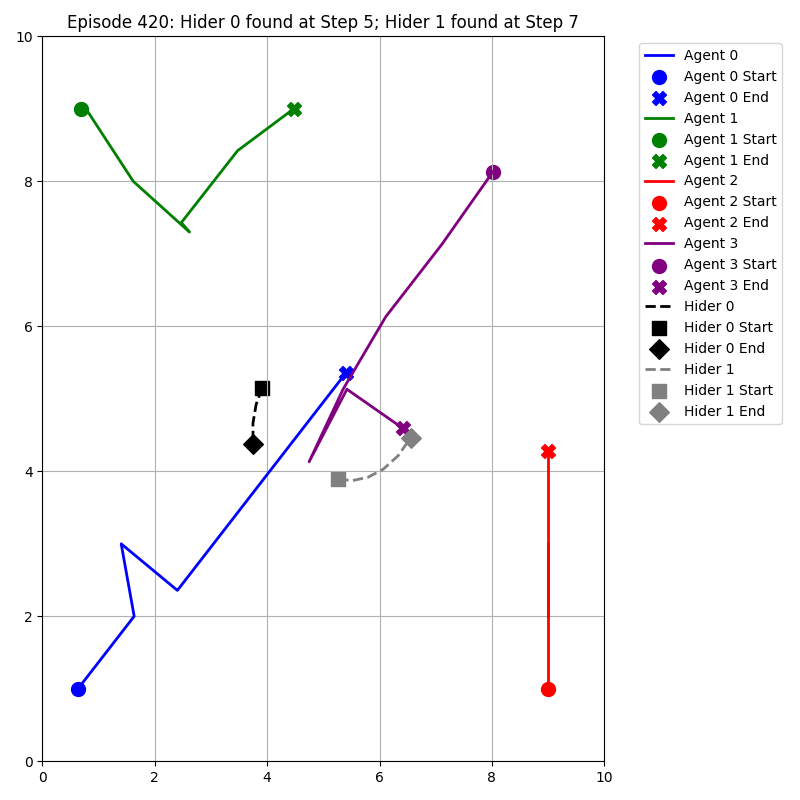 Episode 420: Hider 0 found at Step 5; Hider 1 found at Step 7
10
8
6
4
2
0
0 2 4 6 8 10
Agent 0
Agent 0 Start
Agent 0 End
Agent 1
Agent 1 Start
Agent 1 End
Agent 2
Agent 2 Start
Agent 2 End
Agent 3
Agent 3 Start
Agent 3 End
Hider 0
Hider 0 Start
Hider 0 End
Hider 1
Hider 1 Start
Hider 1 End